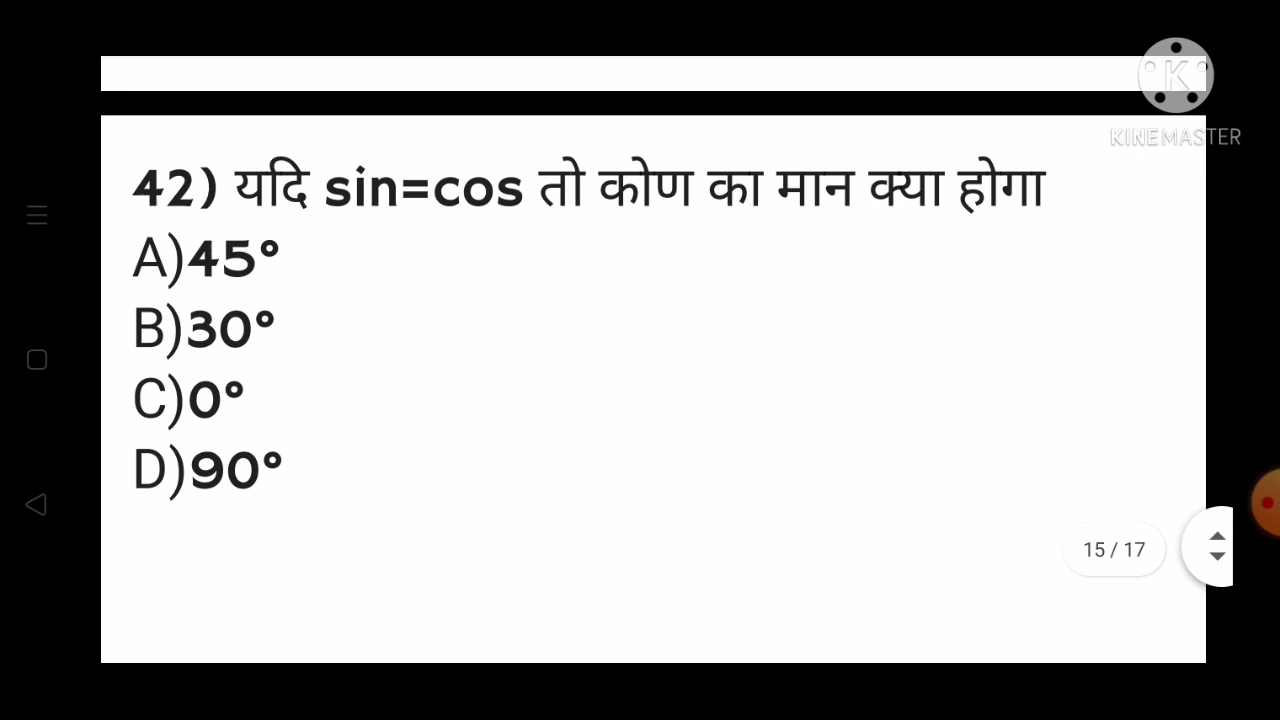 KINEMASTER
42) यदि sin=cos तो कोण का मान क्या होगा
A)45°
B)30°
C)0°
D)90°
15 / 17